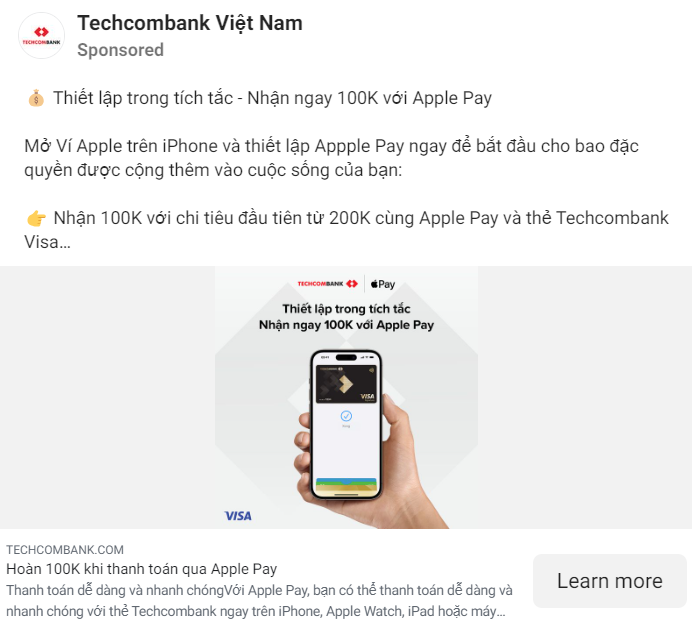 TECHCOMBANK
Techcombank Việt Nam
Sponsored
💰 Thiết lập trong tích tắc - Nhận ngay 100K với Apple Pay
Mở Ví Apple trên iPhone và thiết lập Appple Pay ngay để bắt đầu cho bao đặc
quyền được cộng thêm vào cuộc sống của bạn:
👉 Nhận 100K với chi tiêu đầu tiên từ 200K cùng Apple Pay và thẻ Techcombank
Visa...
TECHCOMBANK Pay
Thiết lập trong tích tắc
Nhận ngay 100K với Apple Pay
TECHCOMBANK
VISA
VISA
TECHCOMBANK.COM
Hoàn 100K khi thanh toán qua Apple Pay
Thanh toán dễ dàng và nhanh chóngVới Apple Pay, bạn có thể thanh toán dễ dàng và
nhanh chóng với thẻ Techcombank ngay trên iPhone, Apple Watch, iPad hoặc máy...
Learn more